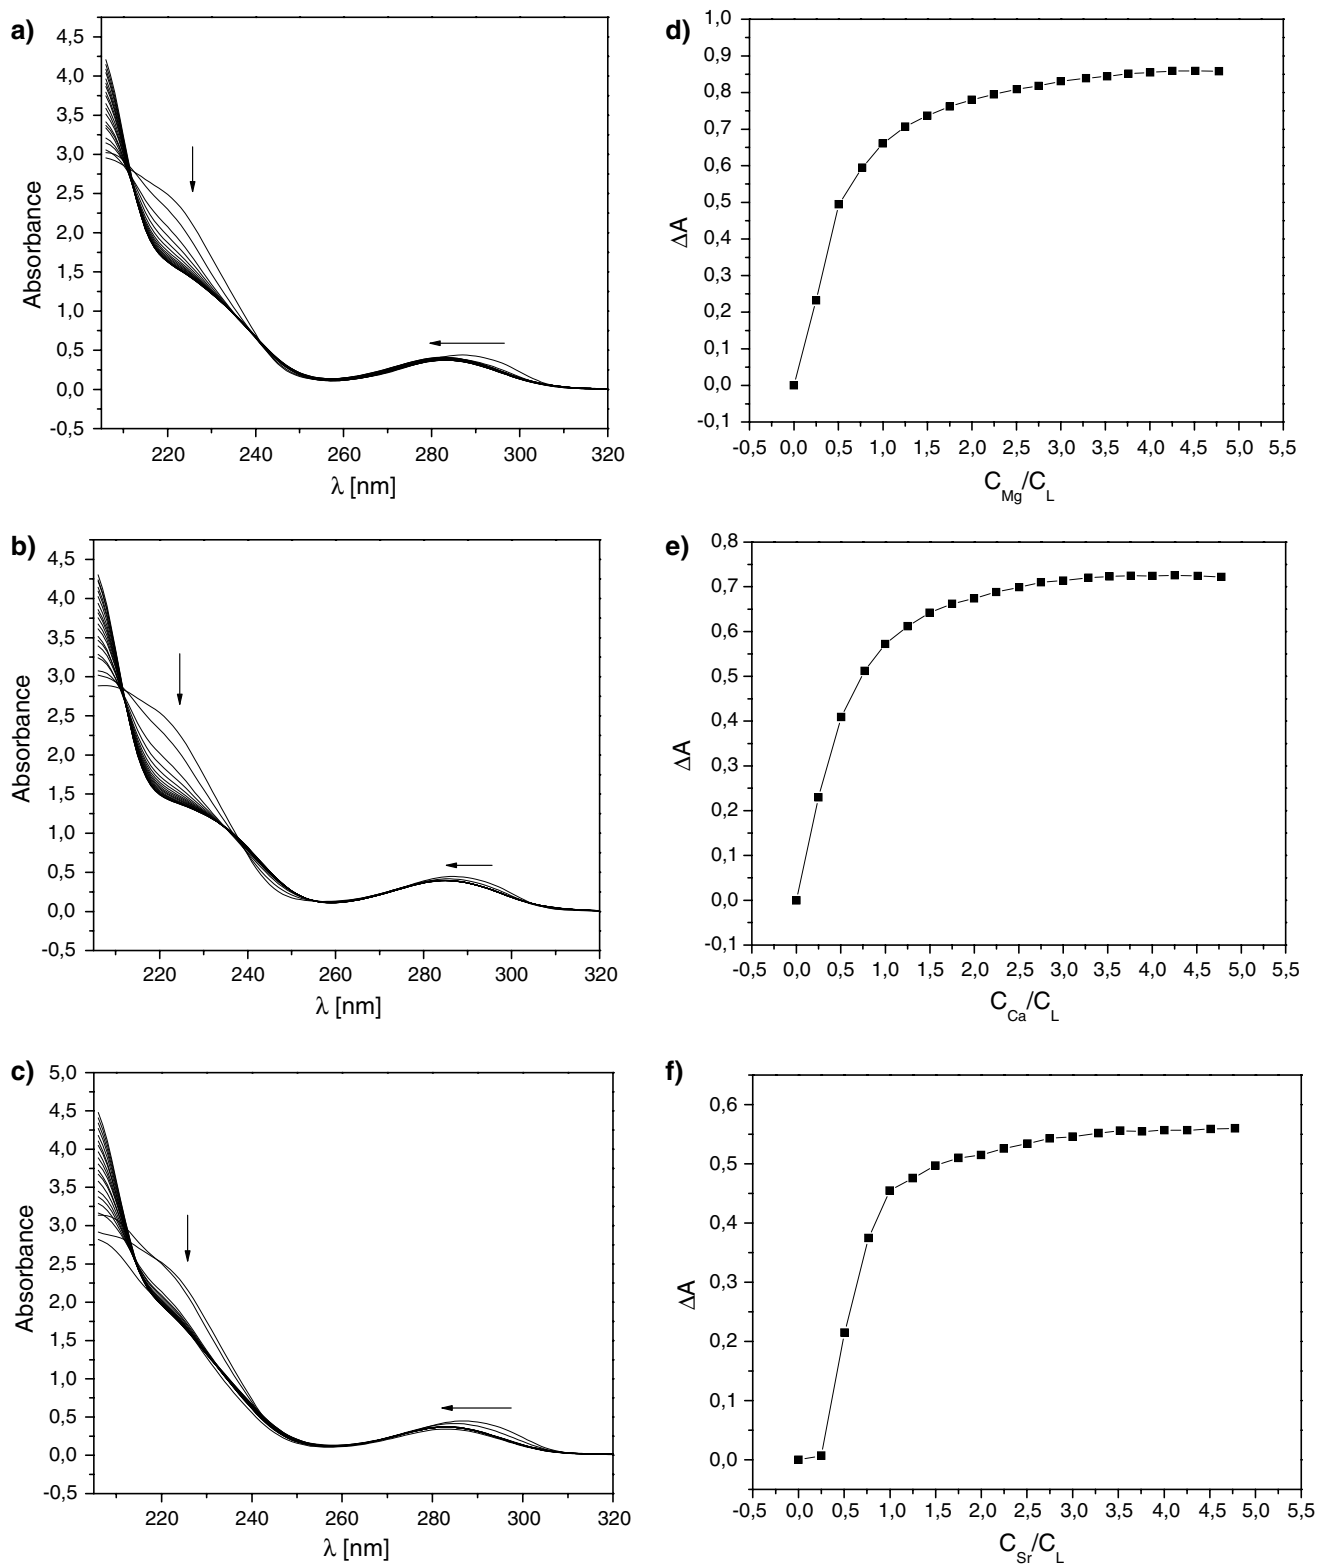 a)
4,5
4,0
3,5
3,0
2,5
2,0
1,5
1,0
0,5
0,0
-0,5
Absorbance
220 240 260 280 300 320
λ [nm]
d)
1,0
0,9
0,8
0,7
0,6
0,5
0,4
0,3
0,2
0,1
0,0
-0,1
ΔA
-0,5 0,0 0,5 1,0 1,5 2,0 2,5 3,0 3,5 4,0 4,5 5,0 5,5
C_Mg/C_L
b)
4,5
4,0
3,5
3,0
2,5
2,0
1,5
1,0
0,5
0,0
-0,5
Absorbance
220 240 260 280 300 320
λ [nm]
e)
0,8
0,7
0,6
0,5
0,4
0,3
0,2
0,1
0,0
-0,1
ΔA
-0,5 0,0 0,5 1,0 1,5 2,0 2,5 3,0 3,5 4,0 4,5 5,0 5,5
C_Ca/C_L
c)
5,0
4,5
4,0
3,5
3,0
2,5
2,0
1,5
1,0
0,5
0,0
-0,5
Absorbance
220 240 260 280 300 320
λ [nm]
f)
0,6
0,5
0,4
0,3
0,2
0,1
0,0
ΔA
-0,5 0,0 0,5 1,0 1,5 2,0 2,5 3,0 3,5 4,0 4,5 5,0 5,5
C_Sr/C_L